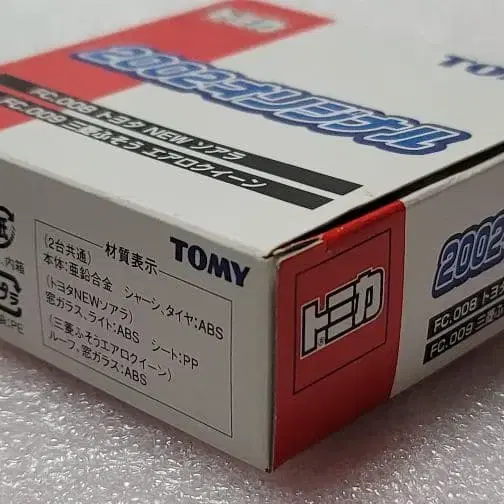 トミカ
TOMY
2002オリジナル
FC.008 トヨタ NEW ソアラ
FC.009 三菱ふそう エアロクイーン
材質表示
TOMY
(2台共通)
本体:亜鉛合金 シャーシ、タイヤ:ABS
(トヨタNEWソアラ)
窓ガラス、ライト:ABS シート:PP
(三菱ふそうエアロクイーン)
ルーフ、窓ガラス:ABS
内箱
プラ
:PE
トミカ
2002
FC.008 ト
FC.009 三菱